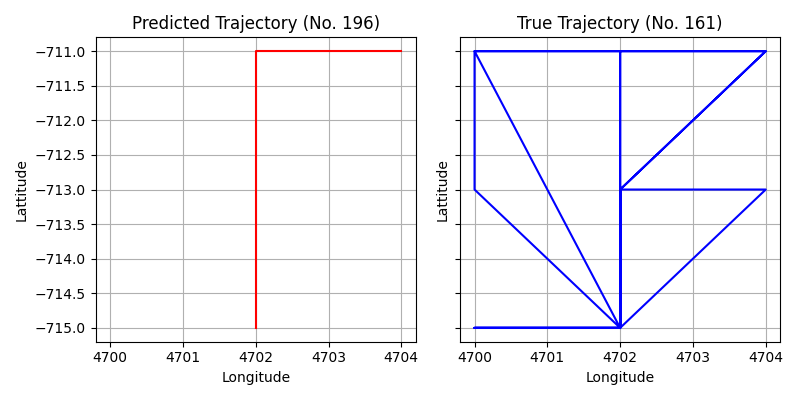 Predicted Trajectory (No. 196)
Lattitude
−711.0
−711.5
−712.0
−712.5
−713.0
−713.5
−714.0
−714.5
−715.0
4700 4701 4702 4703 4704
Longitude
True Trajectory (No. 161)
Lattitude
4700 4701 4702 4703 4704
Longitude